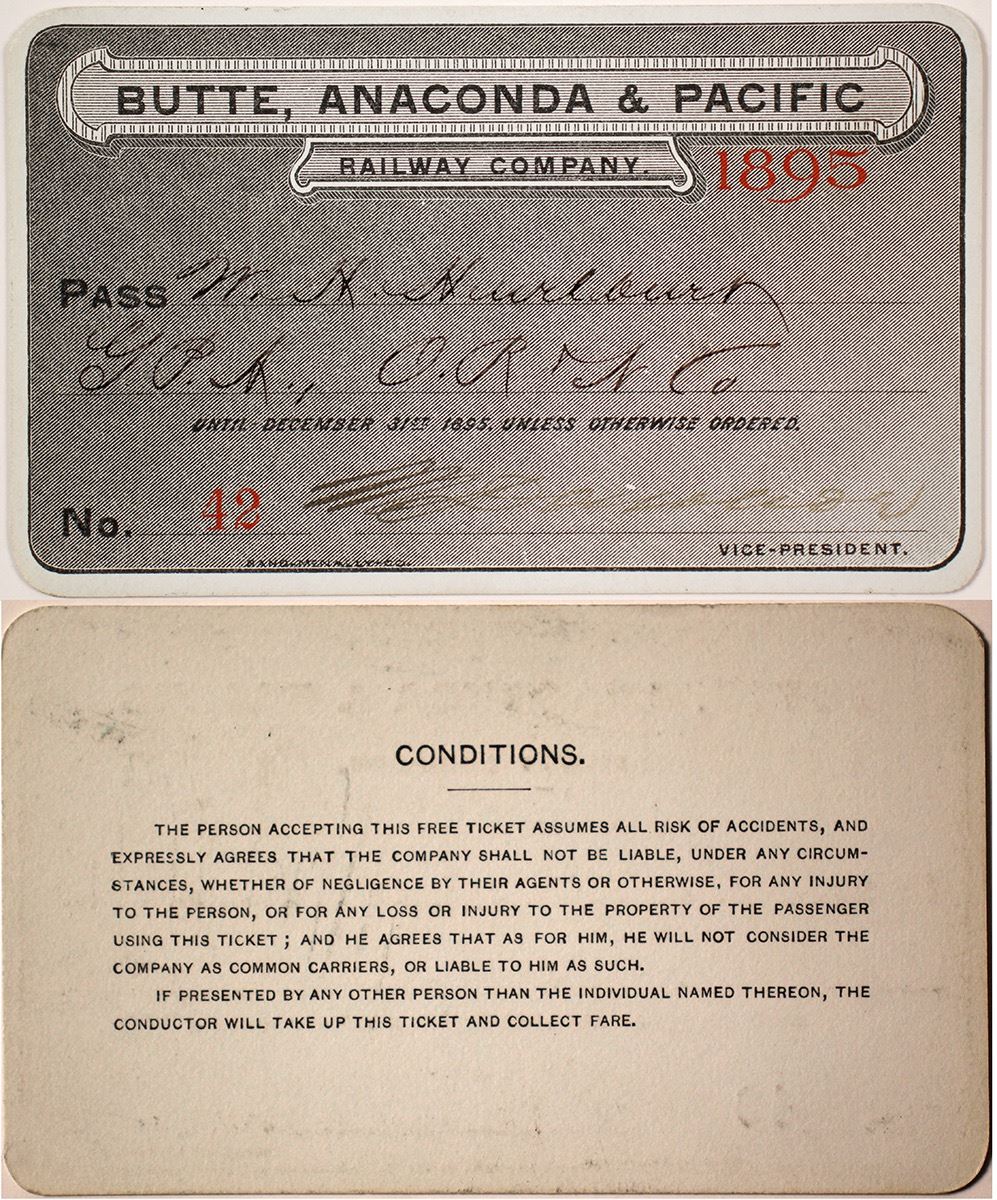 BUTTE, ANACONDA & PACIFIC
RAILWAY COMPANY.
1895
PASS W. H. Hurlburt
G.P.A., O.R & N Co
UNTIL DECEMBER 31ST 1895, UNLESS OTHERWISE ORDERED.
No. 42
VICE-PRESIDENT.
RAND, MCNALLY & CO.
CONDITIONS.
THE PERSON ACCEPTING THIS FREE TICKET ASSUMES ALL RISK OF ACCIDENTS, AND
EXPRESSLY AGREES THAT THE COMPANY SHALL NOT BE LIABLE, UNDER ANY CIRCUM-
STANCES, WHETHER OF NEGLIGENCE BY THEIR AGENTS OR OTHERWISE, FOR ANY INJURY
TO THE PERSON, OR FOR ANY LOSS OR INJURY TO THE PROPERTY OF THE PASSENGER
USING THIS TICKET ; AND HE AGREES THAT AS FOR HIM, HE WILL NOT CONSIDER THE
COMPANY AS COMMON CARRIERS, OR LIABLE TO HIM AS SUCH.
IF PRESENTED BY ANY OTHER PERSON THAN THE INDIVIDUAL NAMED THEREON, THE
CONDUCTOR WILL TAKE UP THIS TICKET AND COLLECT FARE.